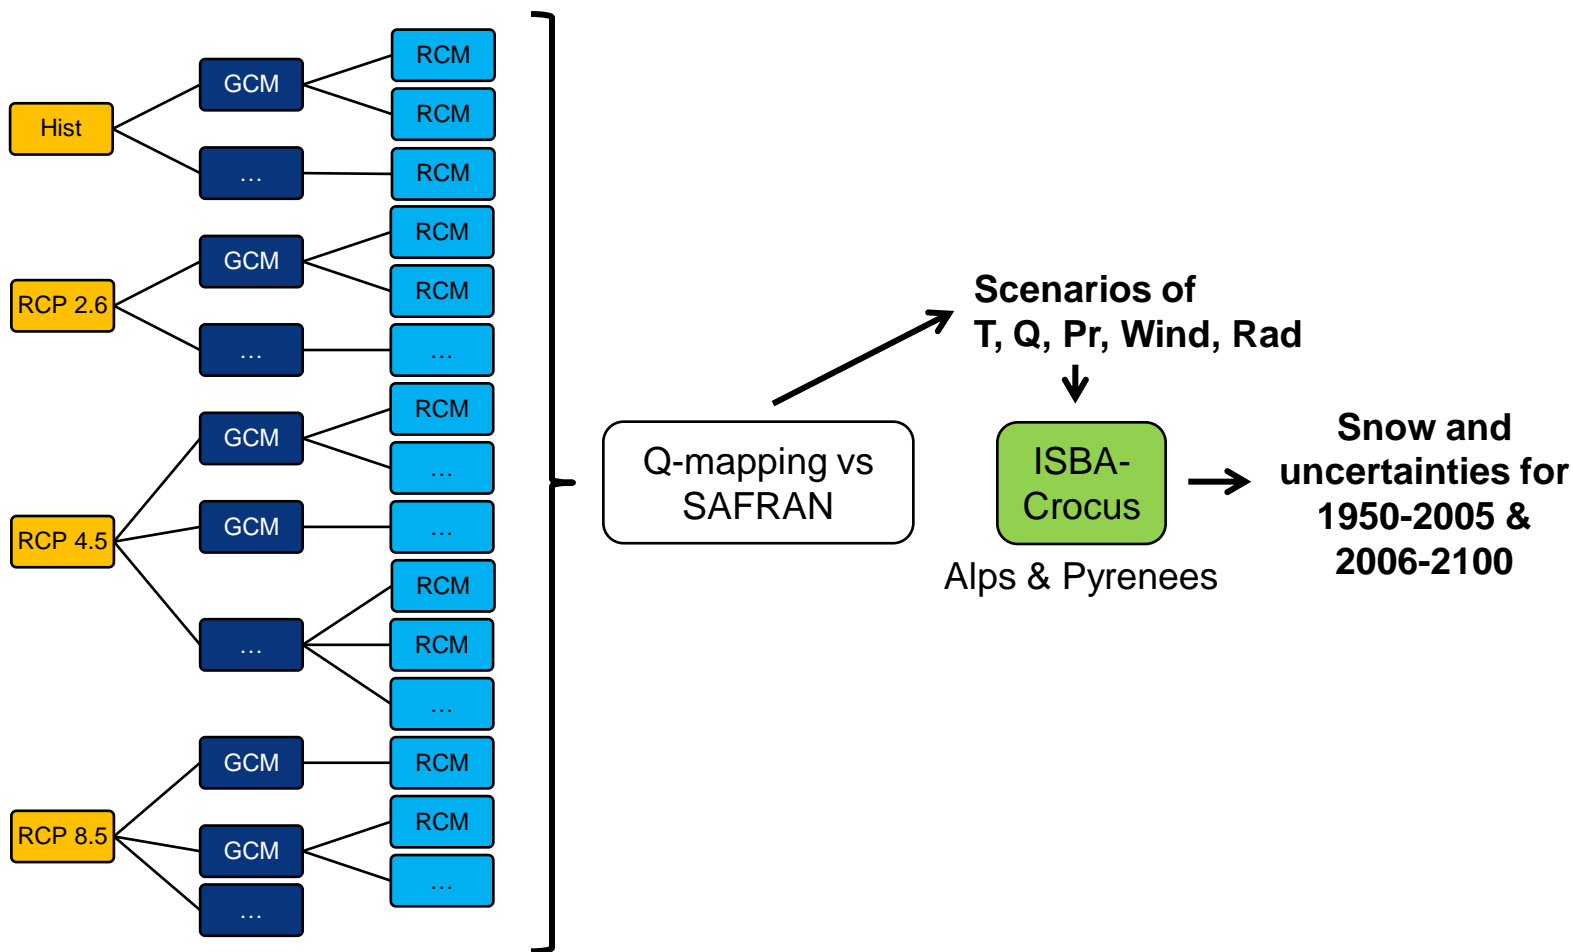 Hist
GCM
…
RCM
RCM
RCM
RCP 2.6
GCM
…
RCM
RCM
…
RCP 4.5
GCM
GCM
…
RCM
…
…
RCM
RCM
…
RCP 8.5
GCM
GCM
…
RCM
RCM
…
Q-mapping vs
SAFRAN
Scenarios of
T, Q, Pr, Wind, Rad
ISBA-
Crocus
Alps & Pyrenees
Snow and
uncertainties for
1950-2005 &
2006-2100